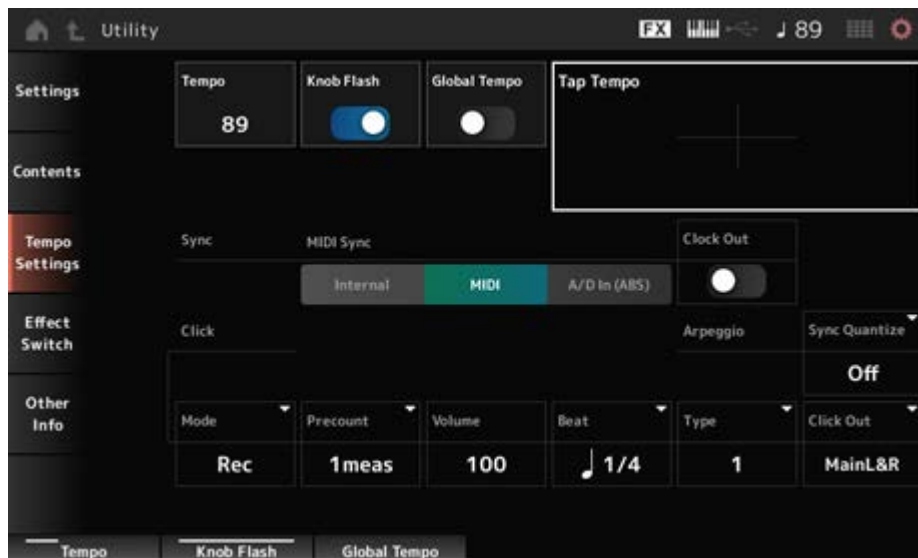 Utility
FX
♩ 89
Settings
Contents
Tempo
Settings
Effect
Switch
Other
Info
Tempo
89
Knob Flash
Global Tempo
Tap Tempo
Sync
MIDI Sync
Internal
MIDI
A/D In (ABS)
Clock Out
Click
Arpeggio
Sync Quantize
Off
Mode
Rec
Precount
1meas
Volume
100
Beat
♩ 1/4
Type
1
Click Out
MainL&R
Tempo
Knob Flash
Global Tempo